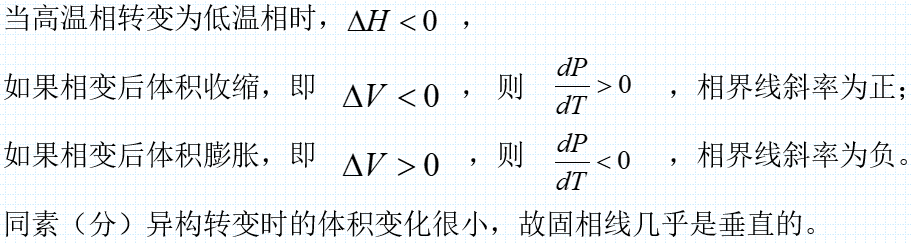 当高温相转变为低温相时，ΔH < 0 ，
如果相变后体积收缩，即 ΔV < 0 ，则 dP/dT > 0 ，相界线斜率为正；
如果相变后体积膨胀，即 ΔV > 0 ，则 dP/dT < 0 ，相界线斜率为负。
同素（分）异构转变时的体积变化很小，故固相线几乎是垂直的。